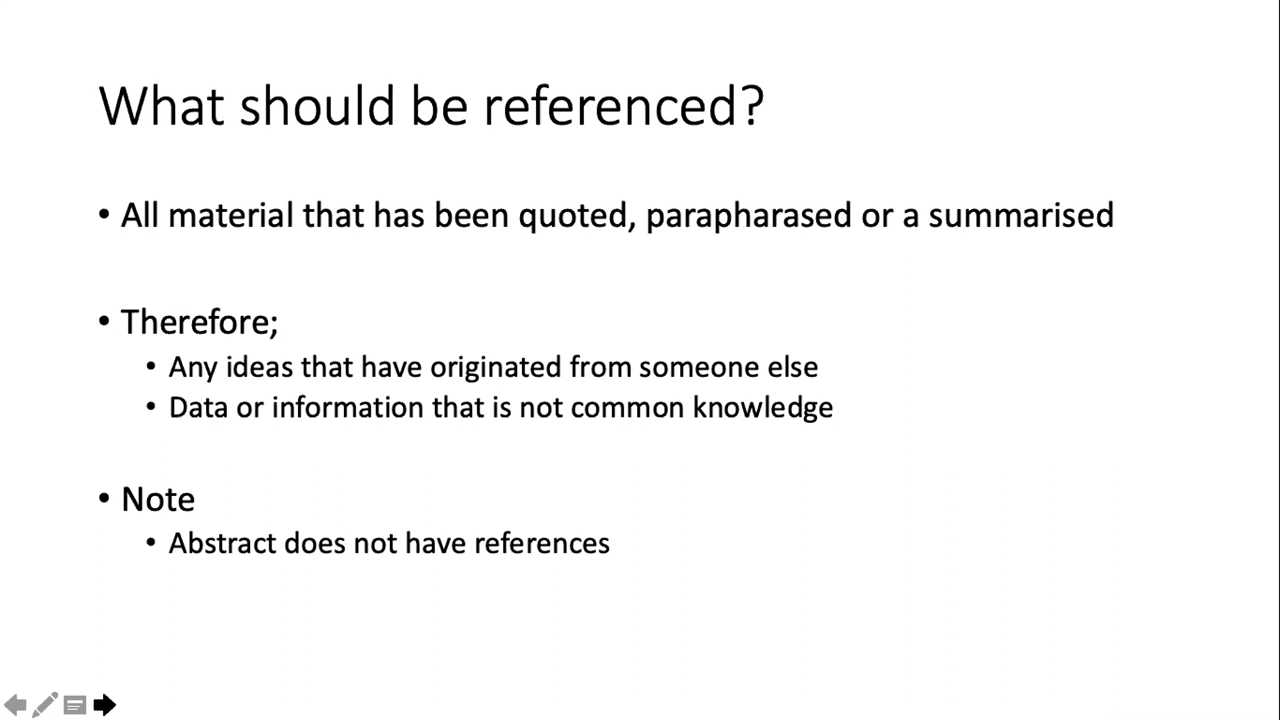 What should be referenced?
• All material that has been quoted, parapharased or a summarised
• Therefore;
• Any ideas that have originated from someone else
• Data or information that is not common knowledge
• Note
• Abstract does not have references